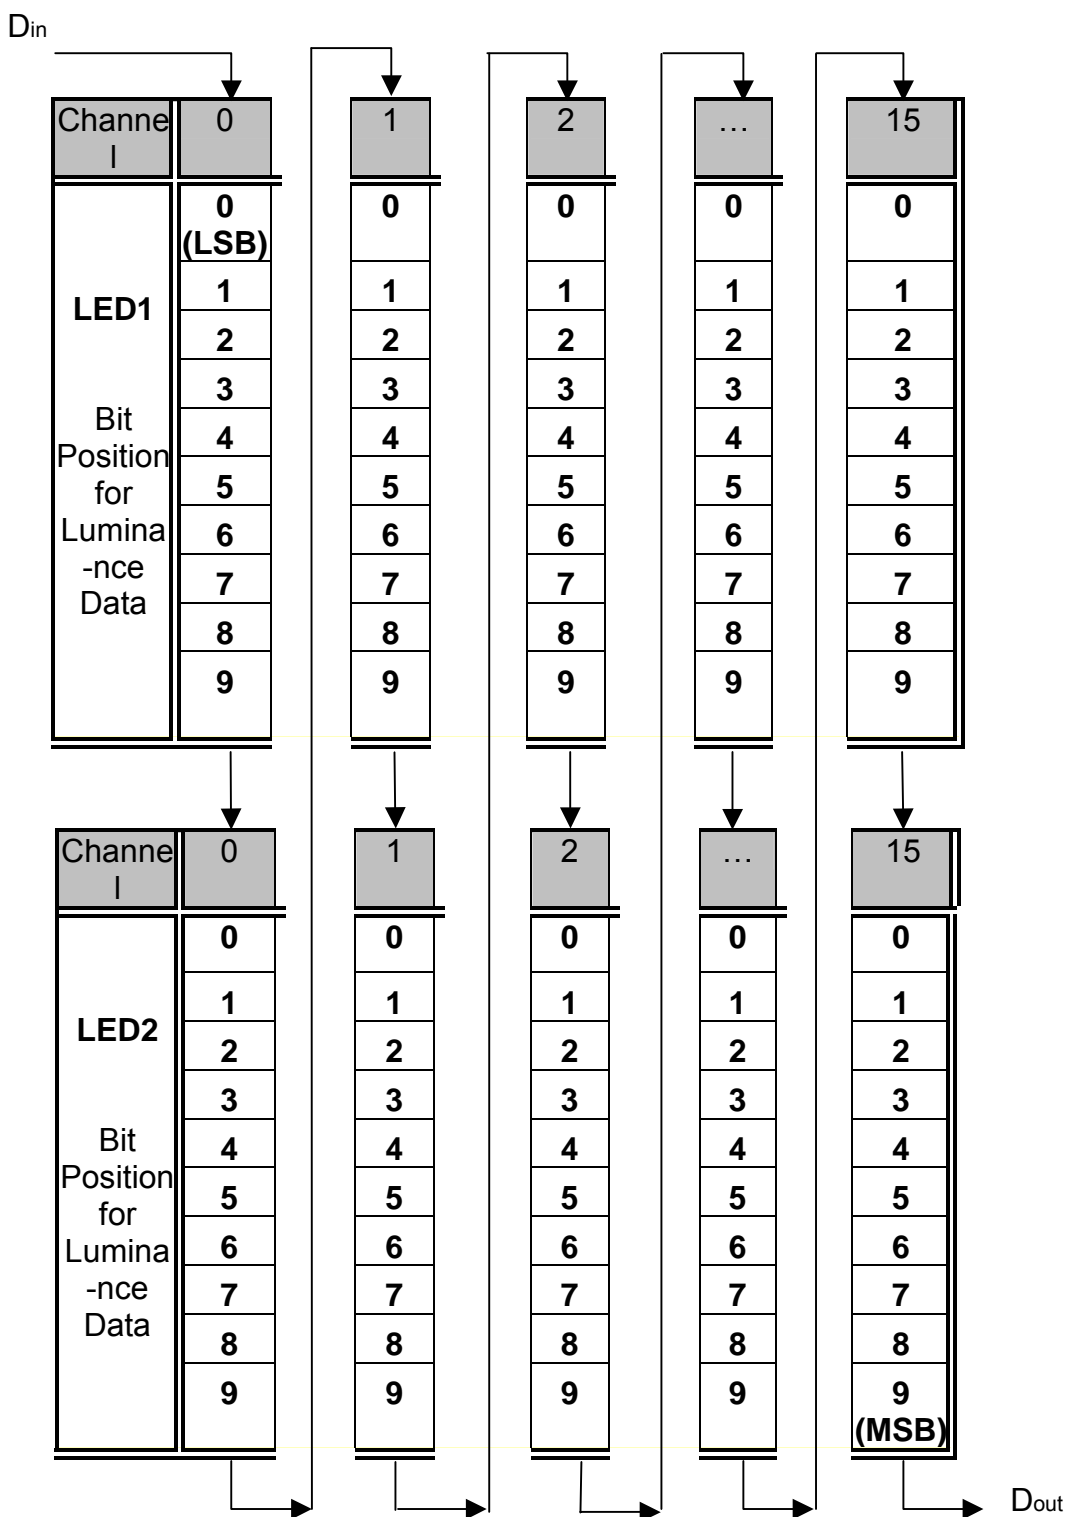 Din
Channe 0 1 2 … 15
l
0 0 0 0 0
(LSB)
LED1
1 1 1 1 1
2 2 2 2 2
3 3 3 3 3
Bit
4 4 4 4 4
Position
5 5 5 5 5
for
6 6 6 6 6
Lumina
-nce
7 7 7 7 7
Data
8 8 8 8 8
9 9 9 9 9
Channe 0 1 2 … 15
l
0 0 0 0 0
1 1 1 1 1
LED2
2 2 2 2 2
3 3 3 3 3
Bit
4 4 4 4 4
Position
5 5 5 5 5
for
6 6 6 6 6
Lumina
-nce
7 7 7 7 7
Data
8 8 8 8 8
9 9 9 9 9
(MSB)
Dout